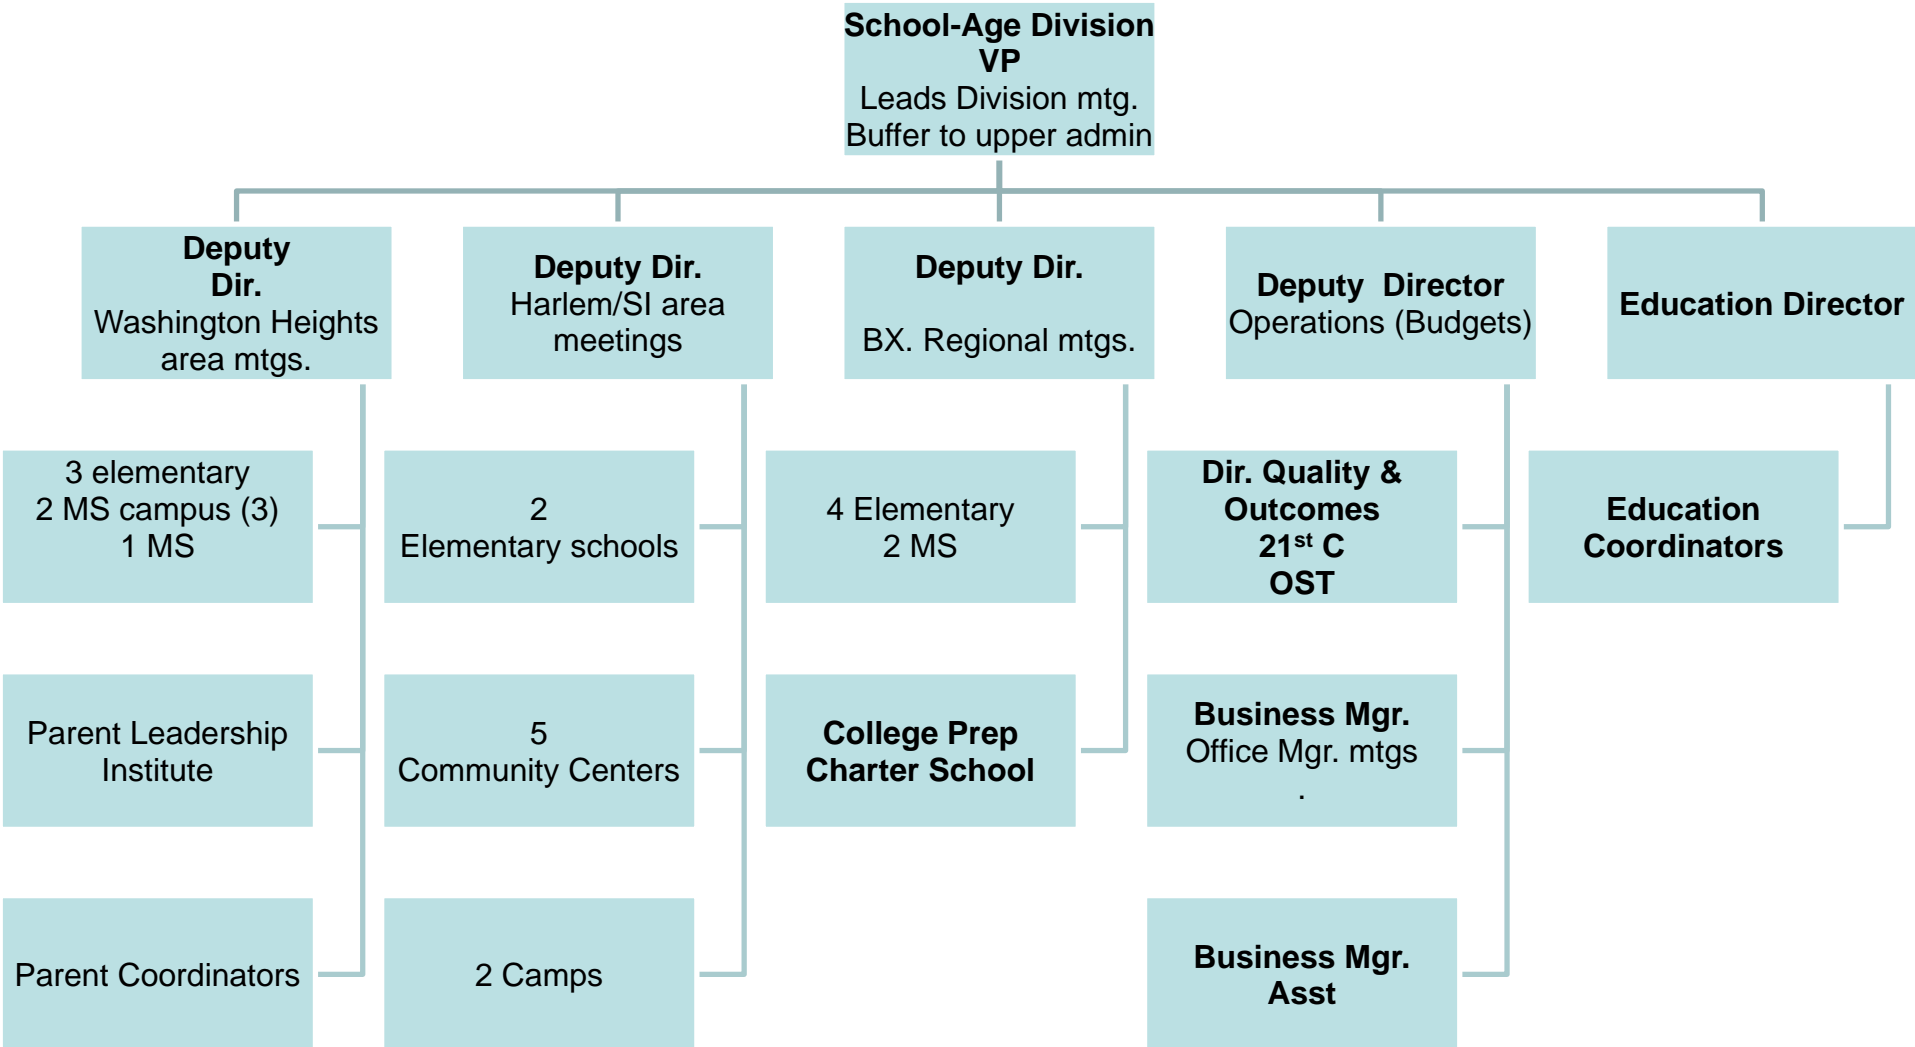 School-Age Division
VP
Leads Division mtg.
Buffer to upper admin
Deputy
Dir.
Washington Heights
area mtgs.
Deputy Dir.
Harlem/SI area
meetings
Deputy Dir.
BX. Regional mtgs.
Deputy  Director
Operations (Budgets)
Education Director
3 elementary
2 MS campus (3)
1 MS
2
Elementary schools
4 Elementary
2 MS
Dir. Quality &
Outcomes
21st C
OST
Education
Coordinators
Parent Leadership
Institute
5
Community Centers
College Prep
Charter School
Business Mgr.
Office Mgr. mtgs
.
Parent Coordinators
2 Camps
Business Mgr.
Asst